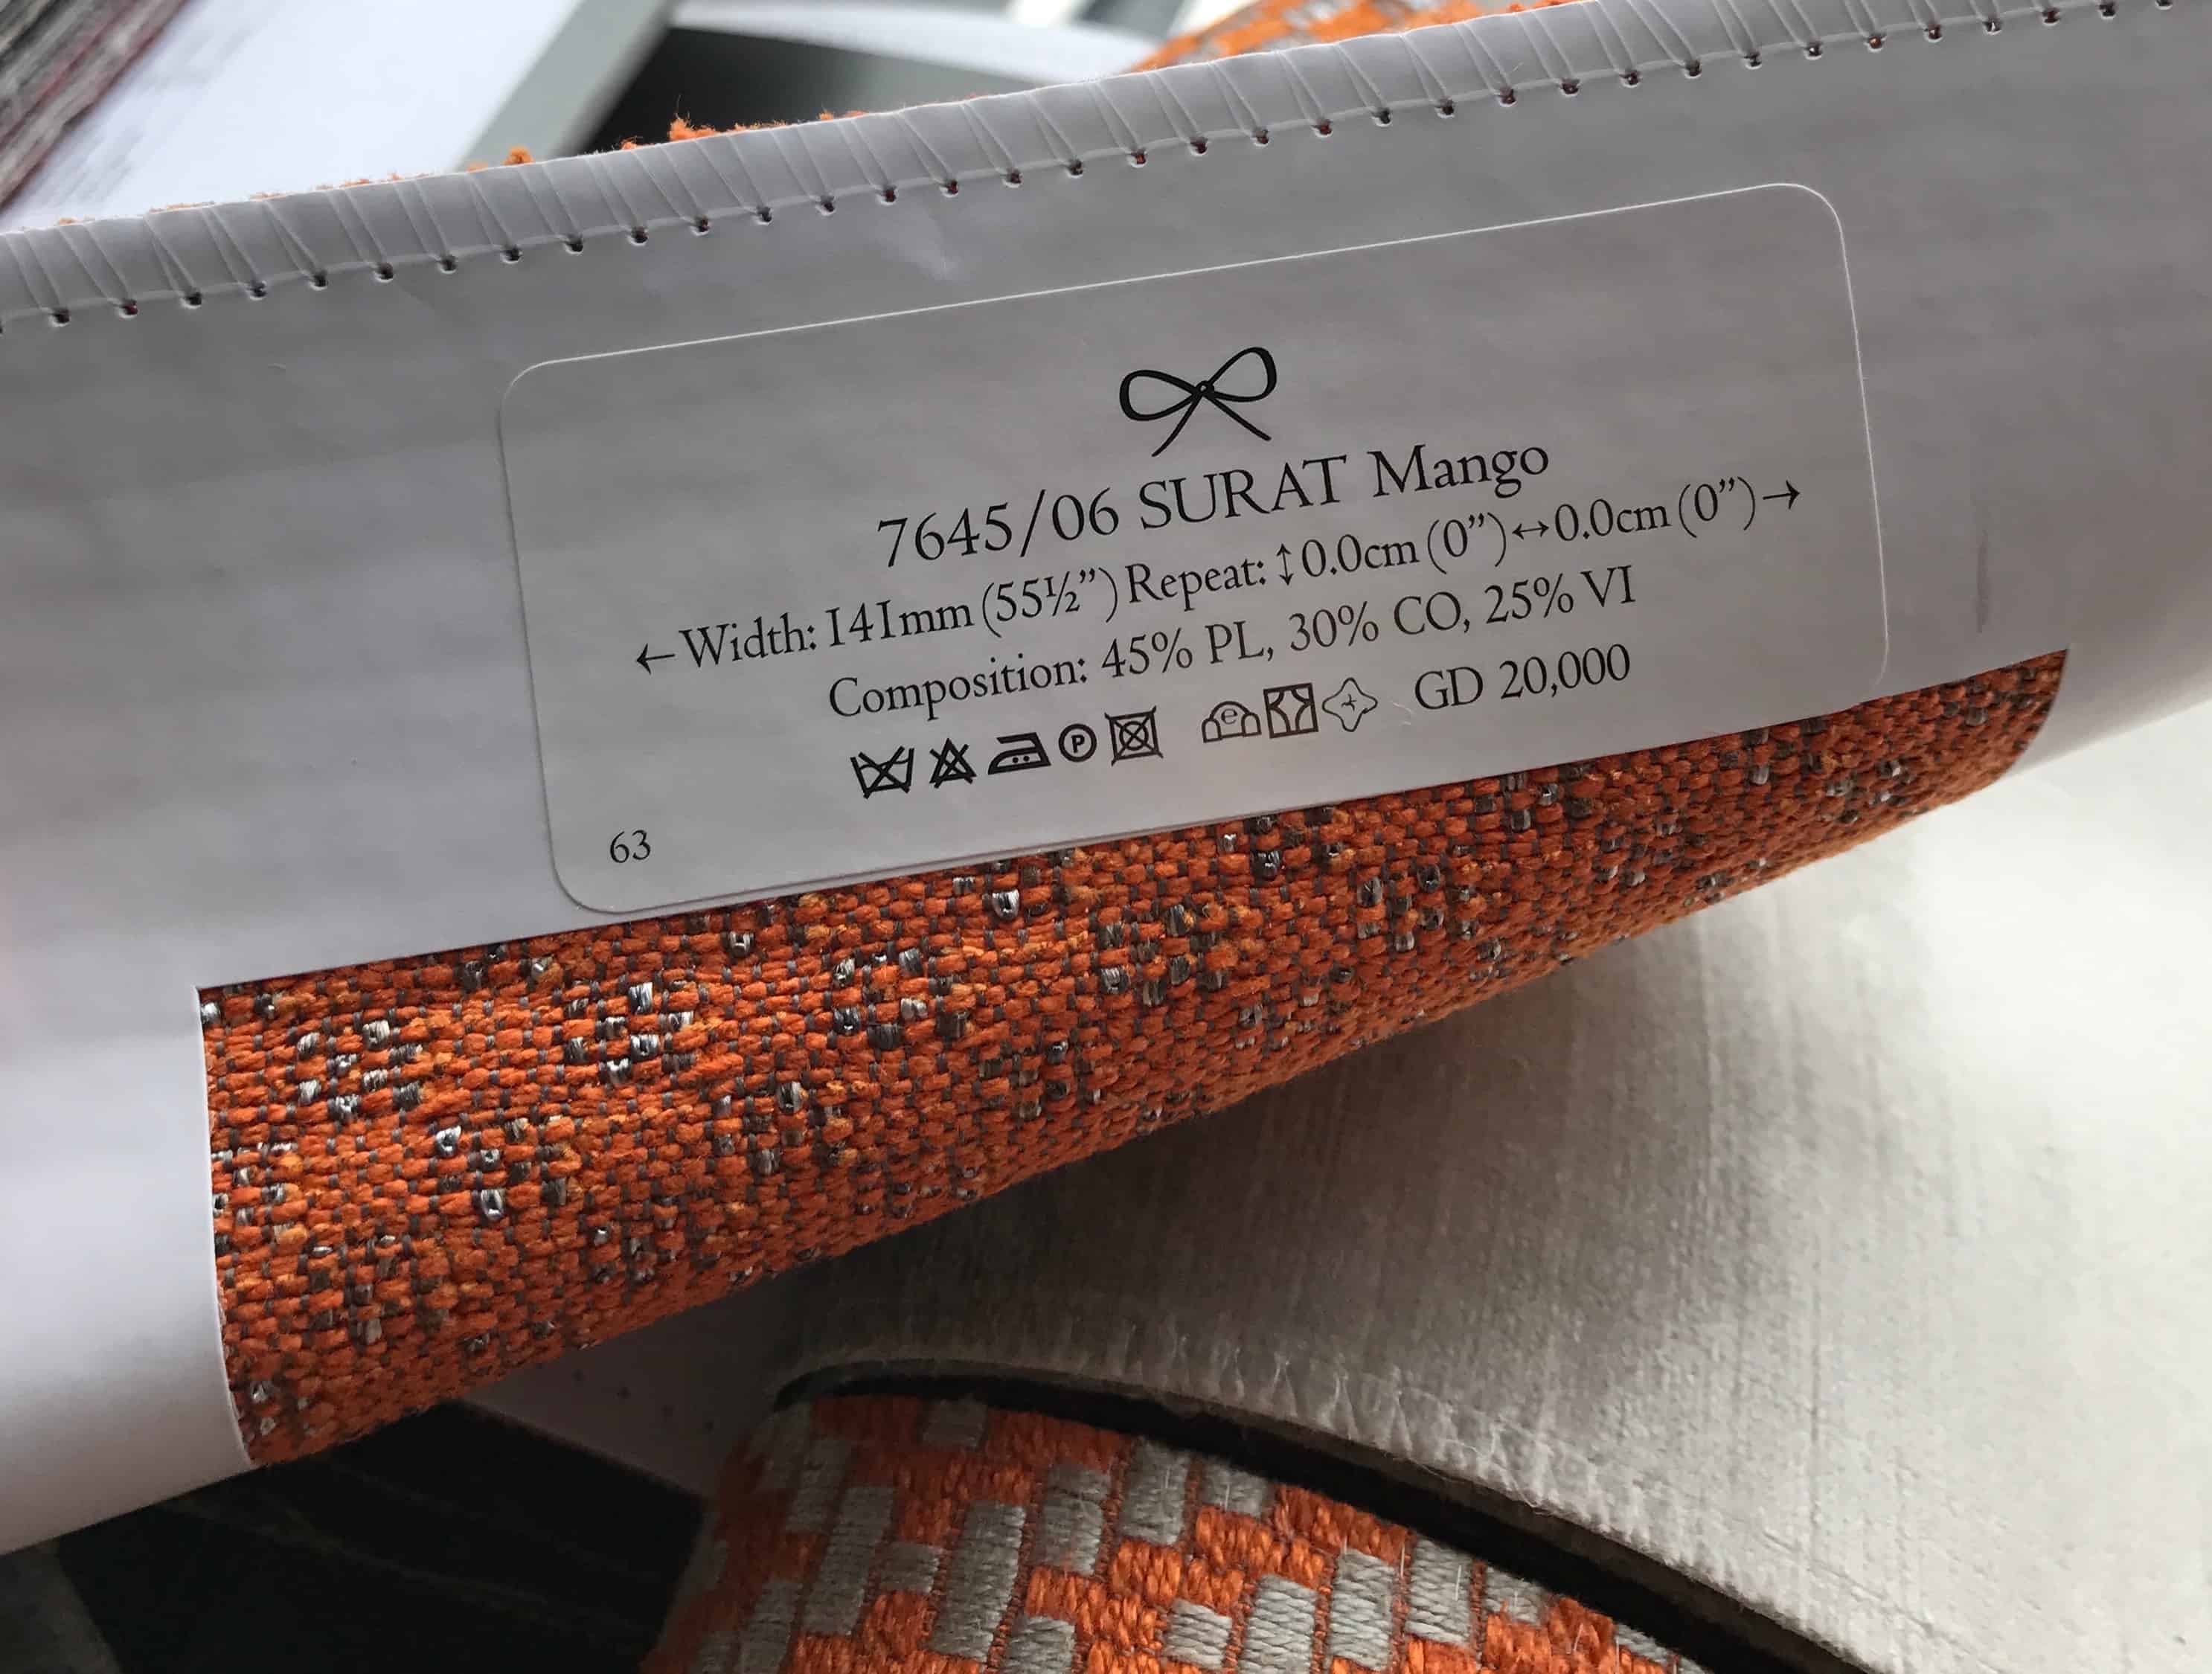 7645/06 SURAT Mango
←Width: 141mm (55½”) Repeat: ↕0.0cm (0”)↔0.0cm (0”)→
Composition: 45% PL, 30% CO, 25% VI
P e GD 20,000
63